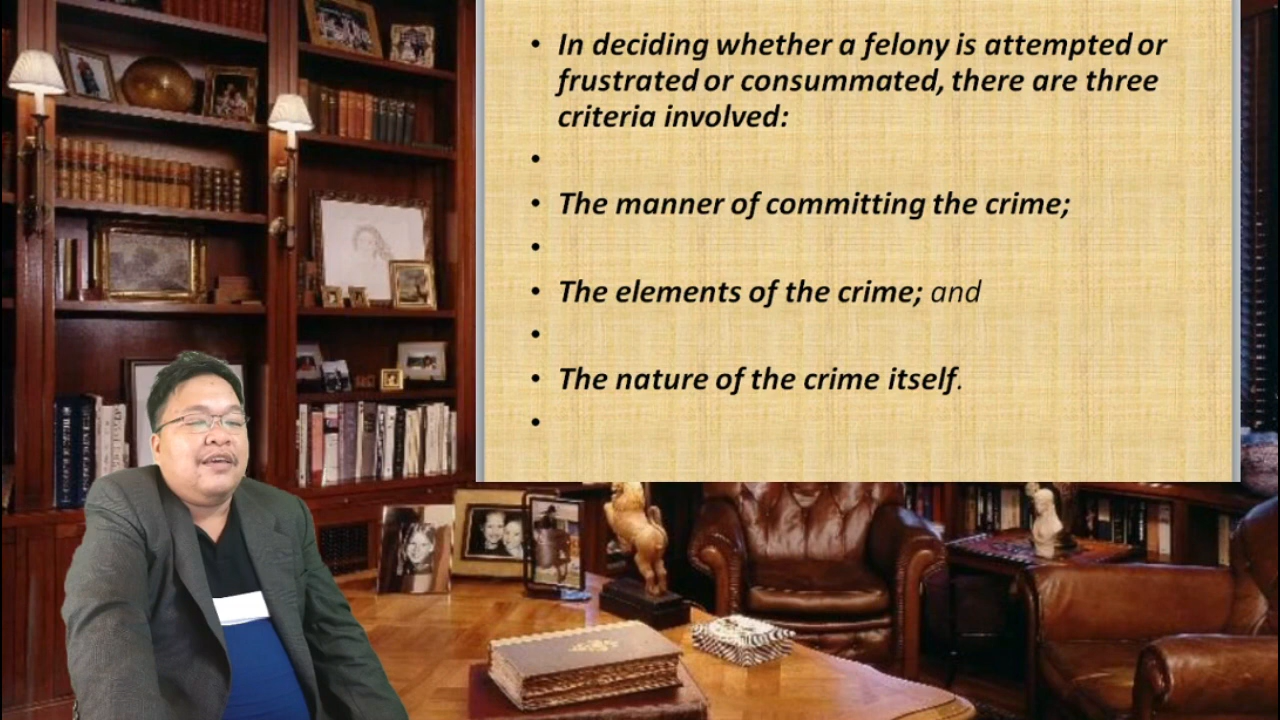 • In deciding whether a felony is attempted or
frustrated or consummated, there are three
criteria involved:
•
• The manner of committing the crime;
•
• The elements of the crime; and
•
• The nature of the crime itself.
•